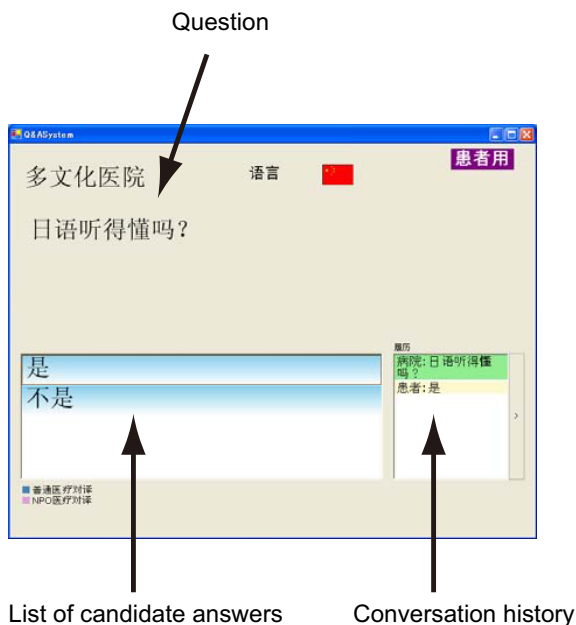 Question
Q&ASystem
多文化医院
语言
患者用
日语听得懂吗?
履历
病院:日语听得懂
吗?
患者:是
是
不是
>
普通医疗对译
NPO医疗对译
List of candidate answers
Conversation history